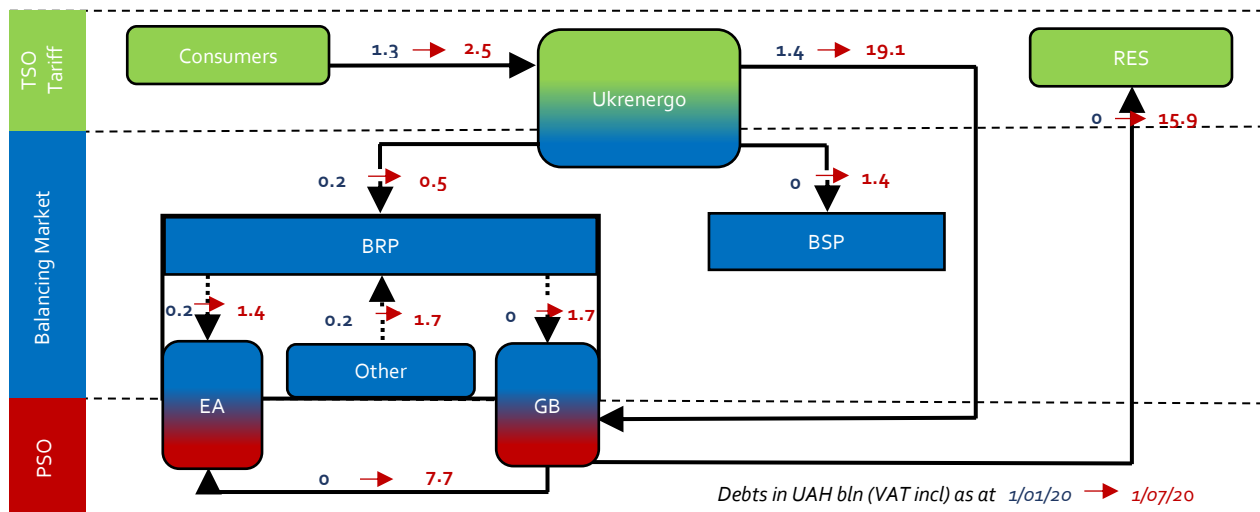 TSO
Tariff
Consumers
1.3 2.5
Ukrenergo
1.4 19.1
RES
0 15.9
Balancing Market
0.2 0.5
0 1.4
BRP
BSP
0.2 1.4
0.2 1.7
0 1.7
Other
EA
GB
PSO
0 7.7
Debts in UAH bln (VAT incl) as at 1/01/20 1/07/20